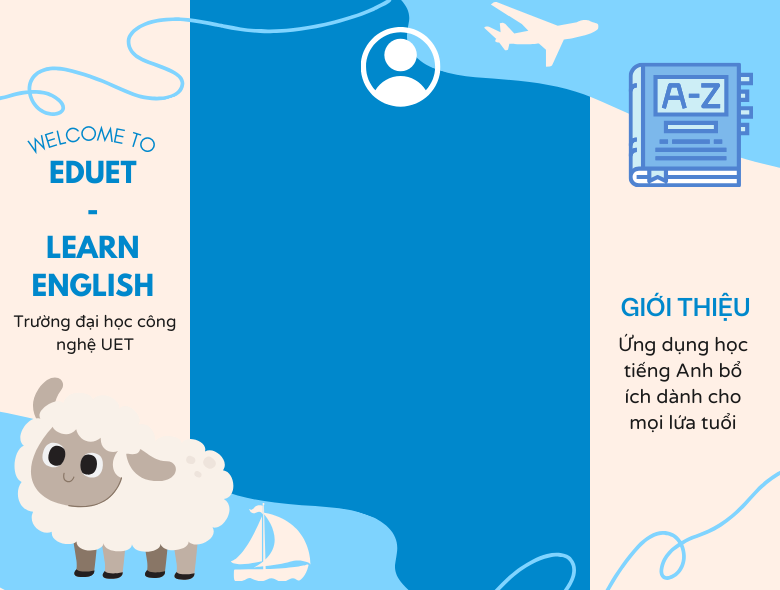 WELCOME TO
EDUET
-
LEARN
ENGLISH
Trường đại học công
nghệ UET
A-Z
GIỚI THIỆU
Ứng dụng học
tiếng Anh bổ
ích dành cho
mọi lứa tuổi